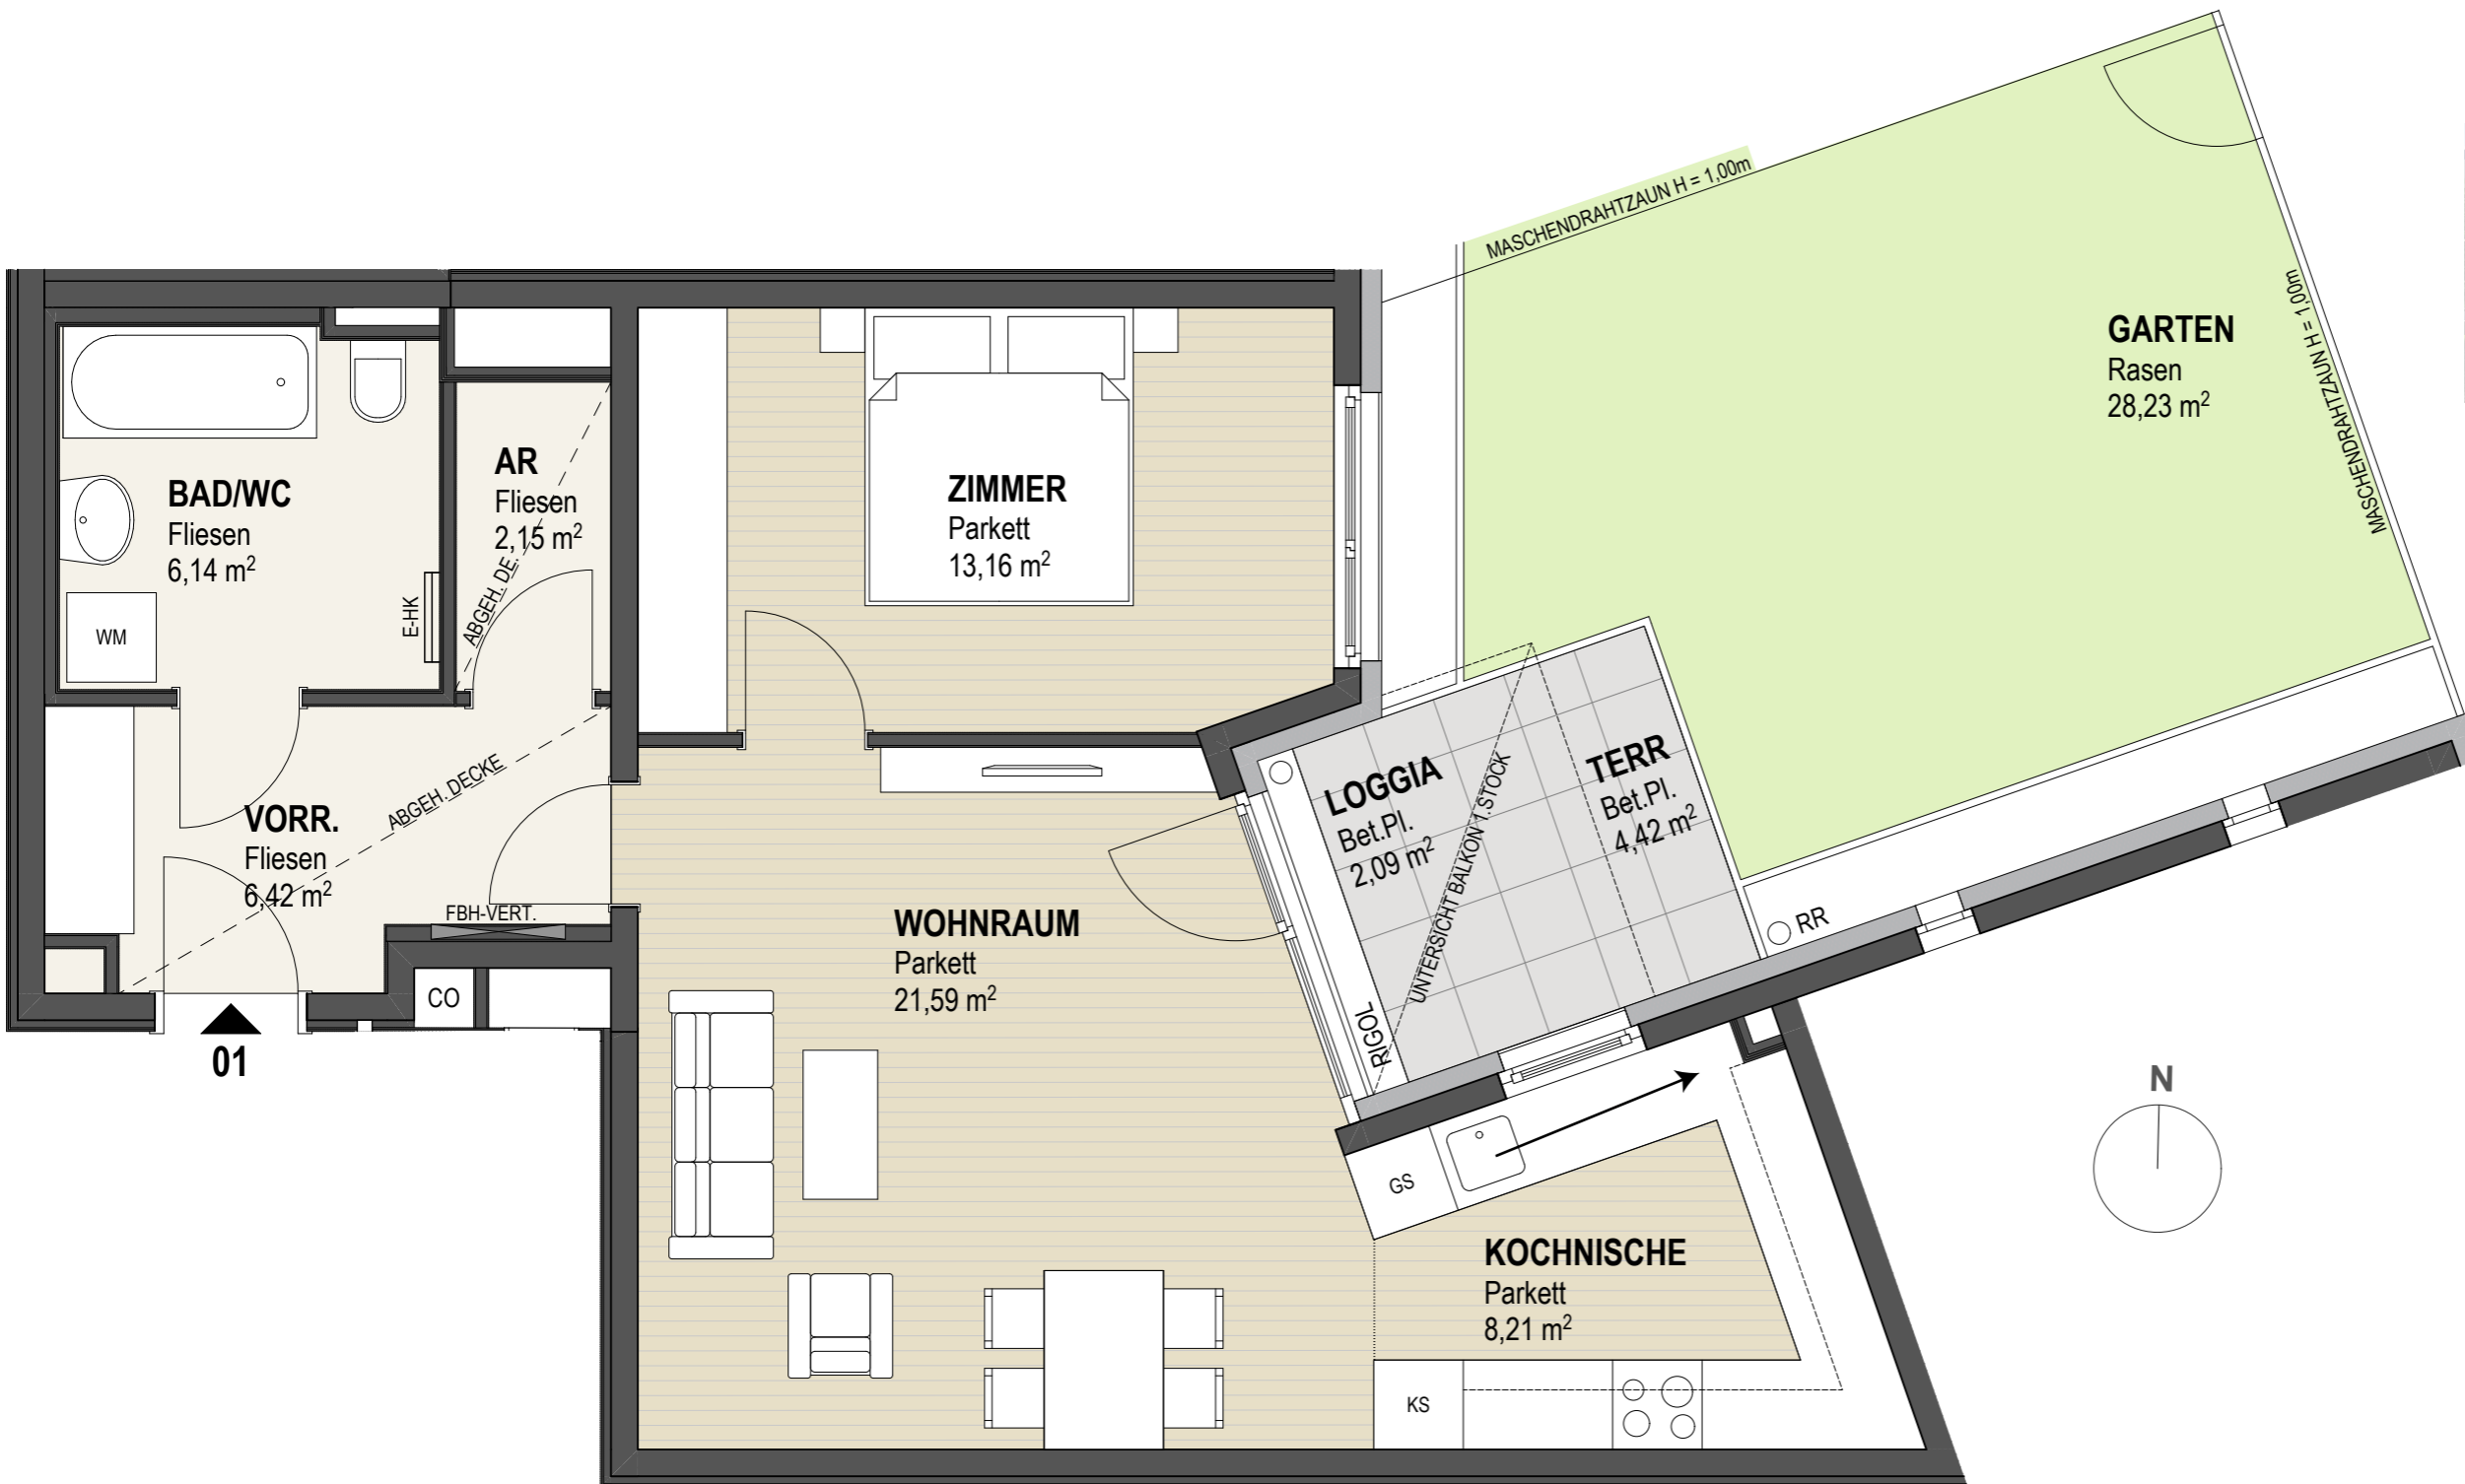 MASCHENDRAHTZAUN H = 1,00m
MASCHENDRAHTZAUN H = 1,00m
GARTEN
Rasen
28,23 m²
BAD/WC
Fliesen
6,14 m²
WM
E-HK
AR
Fliesen
2,15 m²
ABGEH. DE.
ZIMMER
Parkett
13,16 m²
VORR.
Fliesen
6,42 m²
ABGEH. DECKE
FBH-VERT.
CO
01
WOHNRAUM
Parkett
21,59 m²
LOGGIA
Bet.Pl.
2,09 m²
UNTERSICHT BALKON 1.STOCK
TERR
Bet.Pl.
4,42 m²
RIGOL
RR
GS
KOCHNISCHE
Parkett
8,21 m²
KS
N